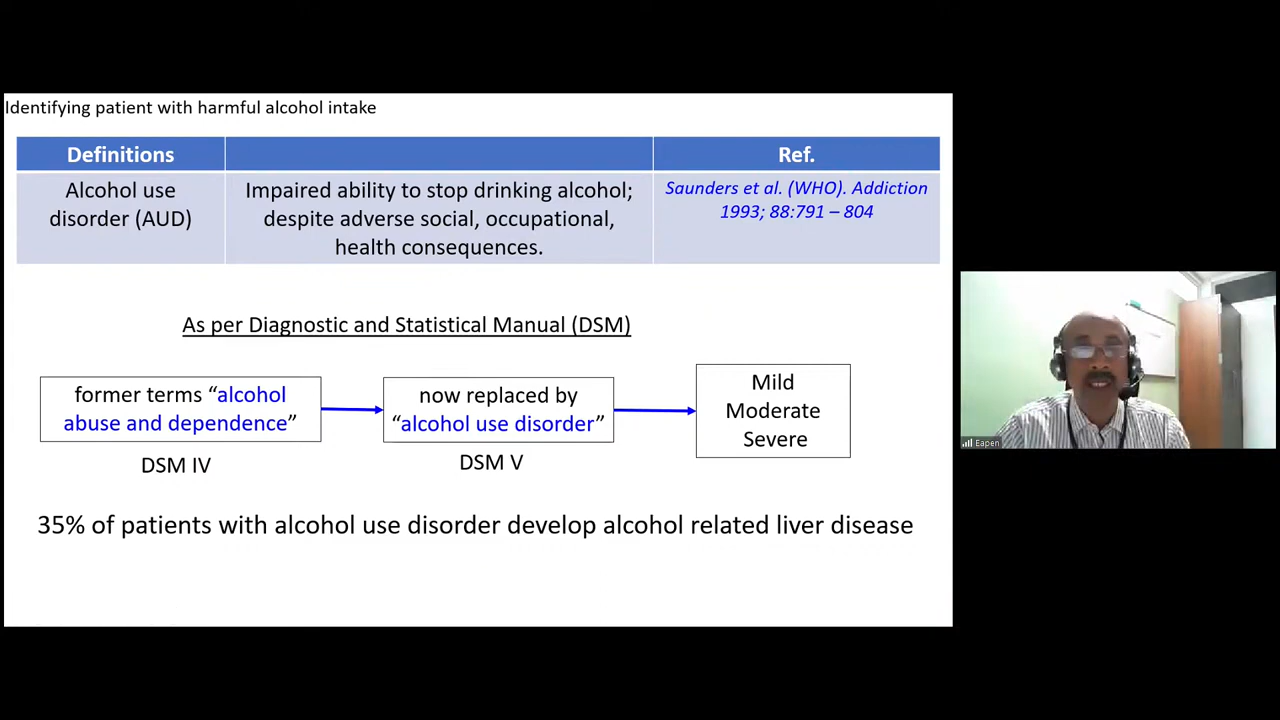 Identifying patient with harmful alcohol intake
Definitions
Ref.
Alcohol use
disorder (AUD)
Impaired ability to stop drinking alcohol;
despite adverse social, occupational,
health consequences.
Saunders et al. (WHO). Addiction
1993; 88:791 – 804
As per Diagnostic and Statistical Manual (DSM)
former terms “alcohol
abuse and dependence”
DSM IV
now replaced by
“alcohol use disorder”
DSM V
Mild
Moderate
Severe
35% of patients with alcohol use disorder develop alcohol related liver disease
Eapen